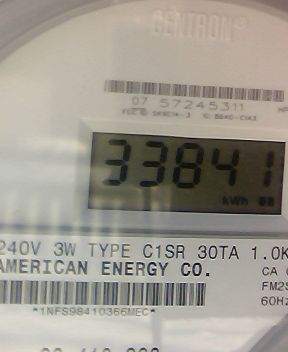 CENTRON®
07 57245311
33841
kWh
240V 3W TYPE C1SR 30TA 1.0K
AMERICAN ENERGY CO.
CA
FM2S
60Hz
*1NFS98410366MEC*